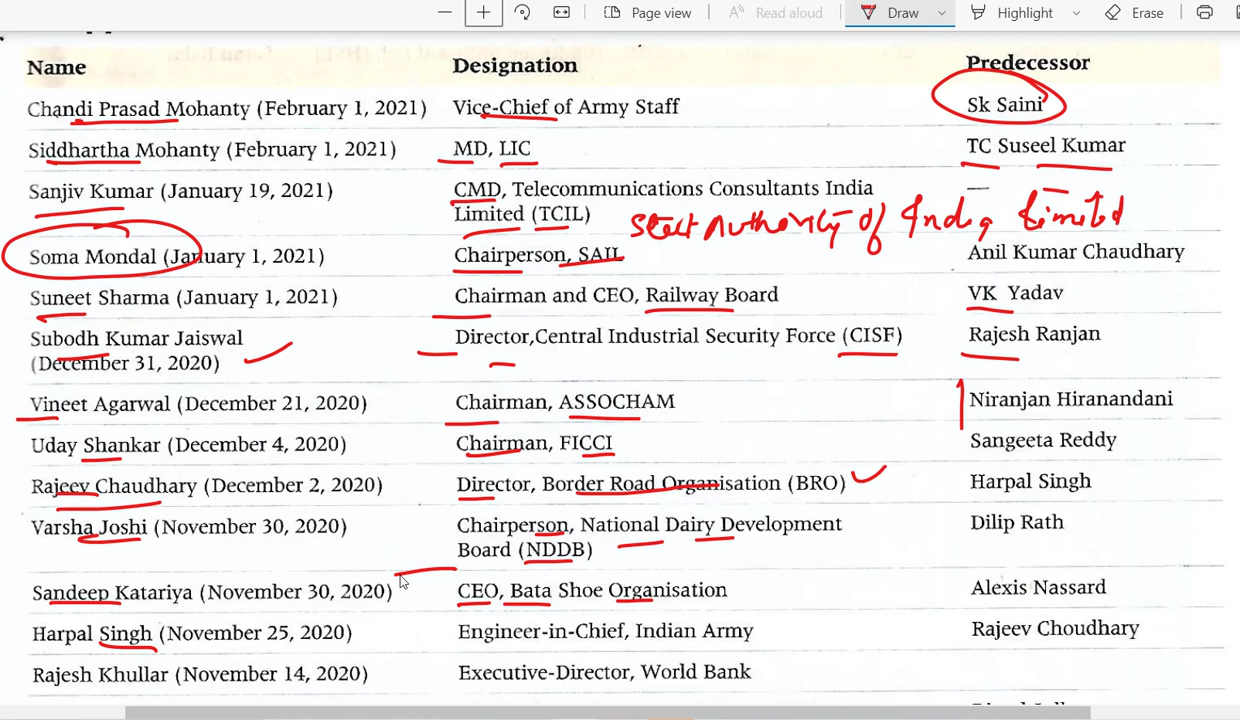 Page view
Read aloud
Draw
Highlight
Erase
Name Designation Predecessor
Chandi Prasad Mohanty (February 1, 2021) Vice-Chief of Army Staff Sk Saini
Siddhartha Mohanty (February 1, 2021) MD, LIC TC Suseel Kumar
Sanjiv Kumar (January 19, 2021) CMD, Telecommunications Consultants India —
Limited (TCIL)
Steel Authority of India Limited
Soma Mondal (January 1, 2021) Chairperson, SAIL Anil Kumar Chaudhary
Suneet Sharma (January 1, 2021) Chairman and CEO, Railway Board VK Yadav
Subodh Kumar Jaiswal Director,Central Industrial Security Force (CISF) Rajesh Ranjan
(December 31, 2020)
Vineet Agarwal (December 21, 2020) Chairman, ASSOCHAM Niranjan Hiranandani
Uday Shankar (December 4, 2020) Chairman, FICCI Sangeeta Reddy
Rajeev Chaudhary (December 2, 2020) Director, Border Road Organisation (BRO) Harpal Singh
Varsha Joshi (November 30, 2020) Chairperson, National Dairy Development Dilip Rath
Board (NDDB)
Sandeep Katariya (November 30, 2020) CEO, Bata Shoe Organisation Alexis Nassard
Harpal Singh (November 25, 2020) Engineer-in-Chief, Indian Army Rajeev Choudhary
Rajesh Khullar (November 14, 2020) Executive-Director, World Bank